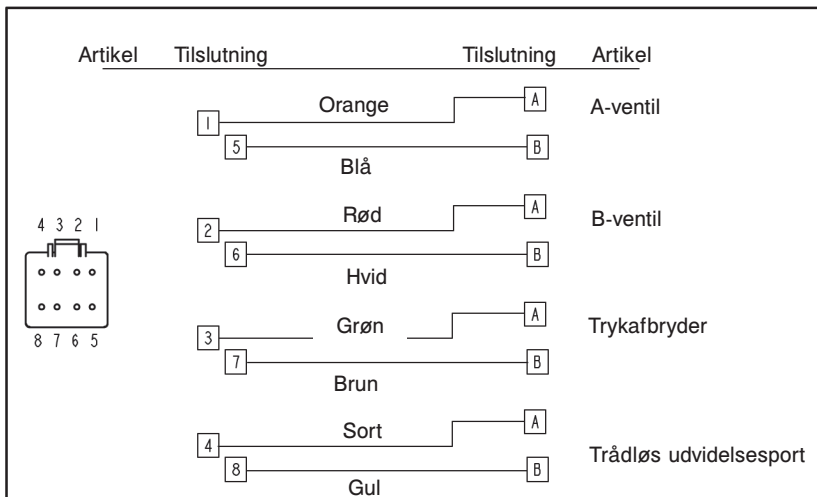 Artikel Tilslutning Tilslutning Artikel
Orange A A-ventil
1
5 B
Blå
Rød A B-ventil
2
6 B
Hvid
4 3 2 1
8 7 6 5
Grøn A Trykafbryder
3
7 B
Brun
Sort A
4 Trådløs udvidelsesport
8 B
Gul